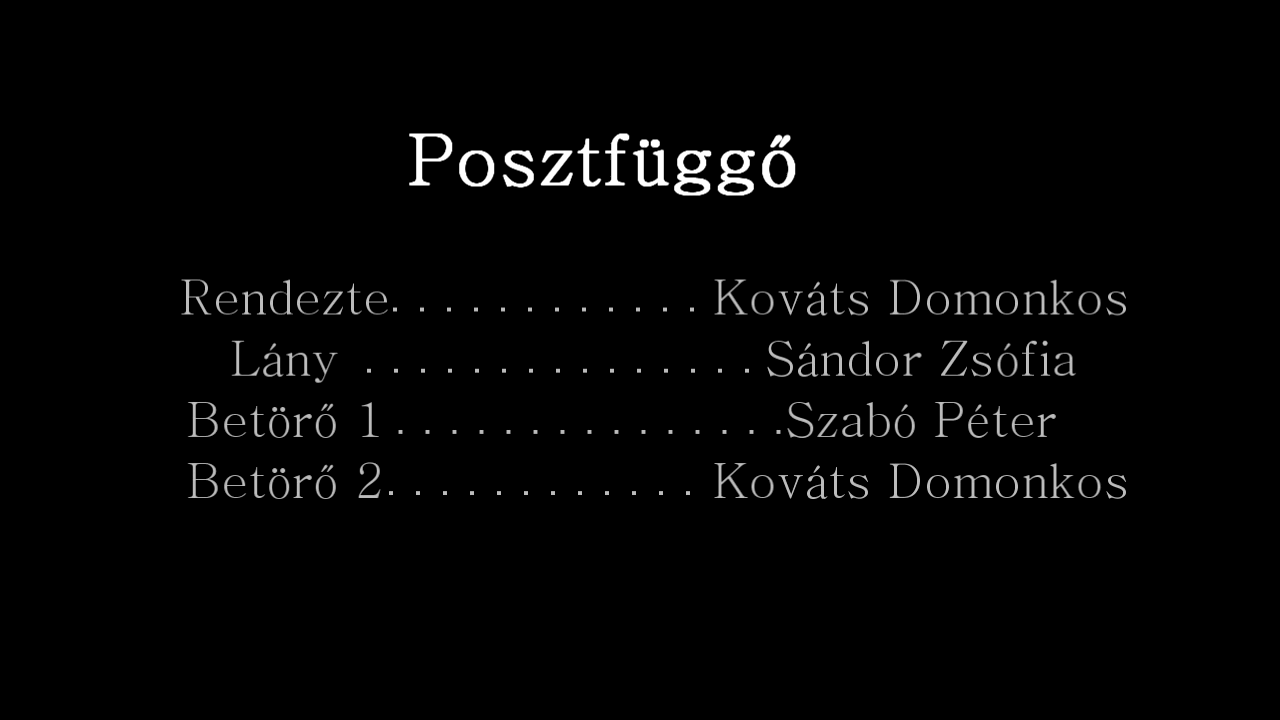 Posztfüggő
Rendezte. . . . . . . . . . . . Kováts Domonkos
Lány . . . . . . . . . . . . . . . Sándor Zsófia
Betörő 1 . . . . . . . . . . . . . . .Szabó Péter
Betörő 2. . . . . . . . . . . . Kováts Domonkos